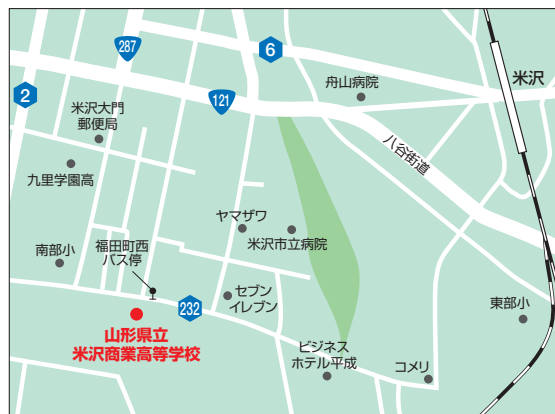 287
6
2
121
舟山病院
米沢
米沢大門
郵便局
八谷街道
九里学園高
ヤマザワ
米沢市立病院
南部小
福田町西
バス停
セブン
イレブン
232
東部小
山形県立
米沢商業高等学校
ビジネス
ホテル平成
コメリ